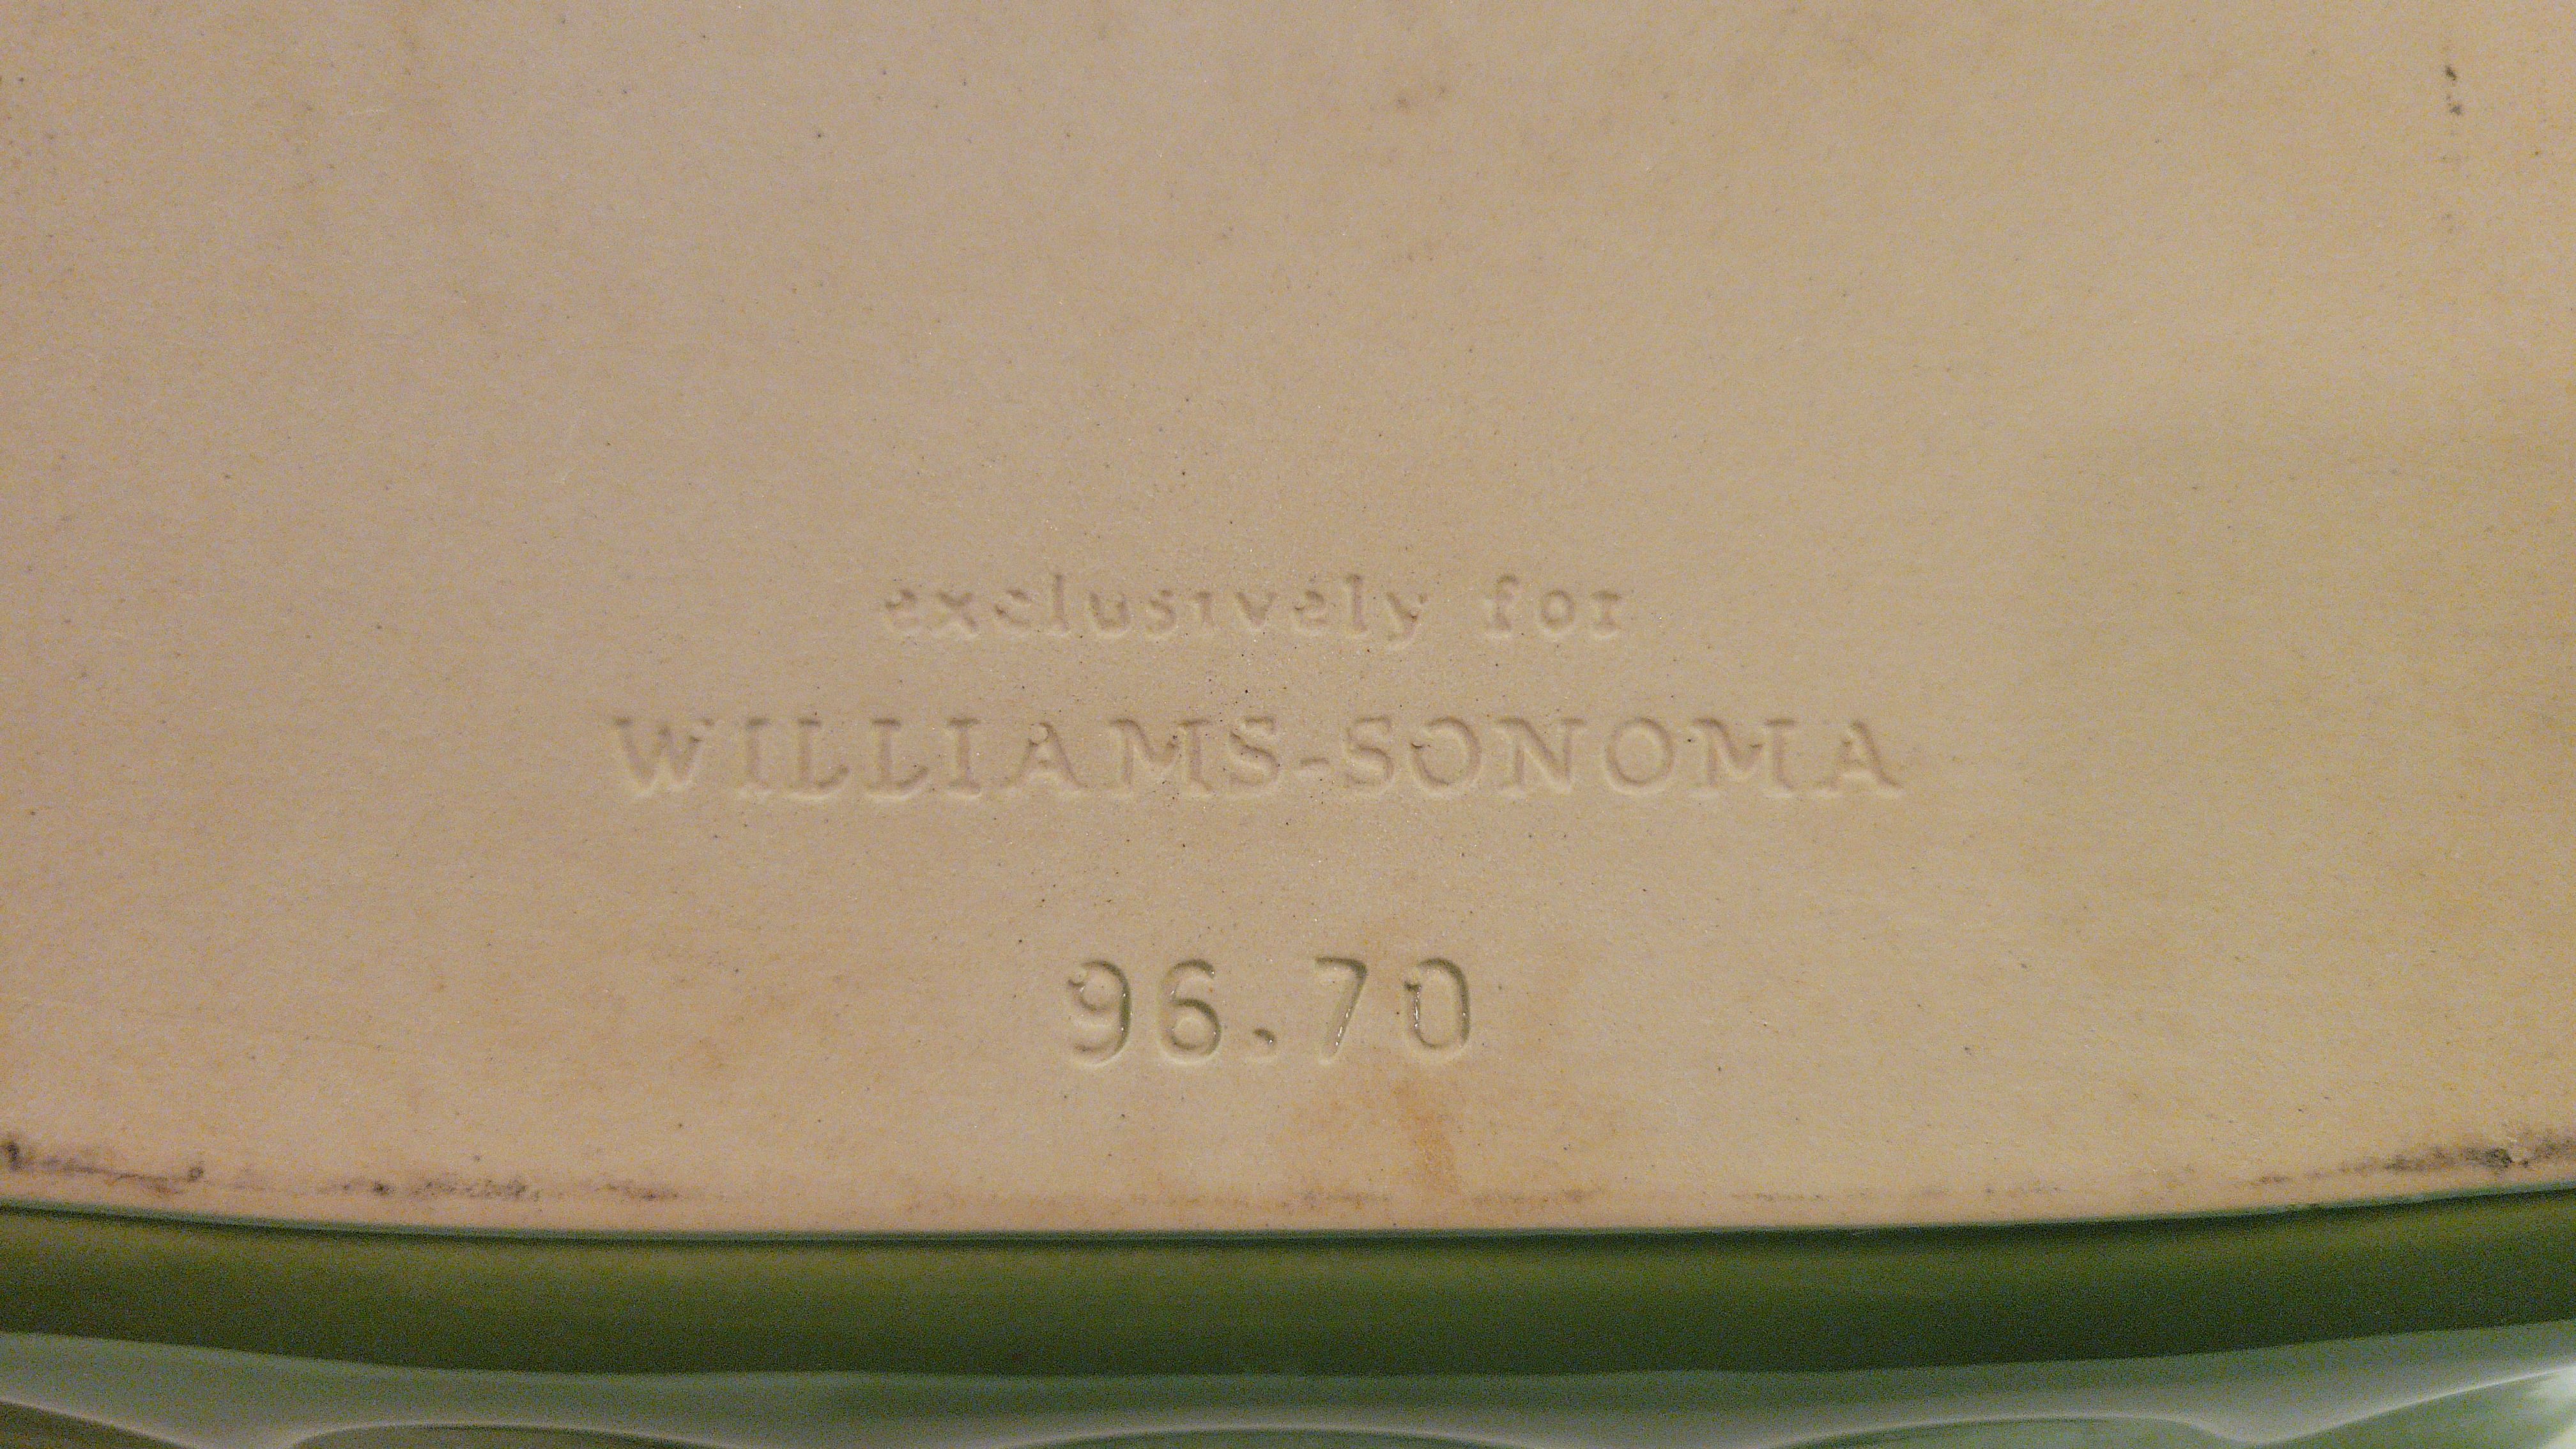 exclusively for
WILLIAMS-SONOMA
96.70